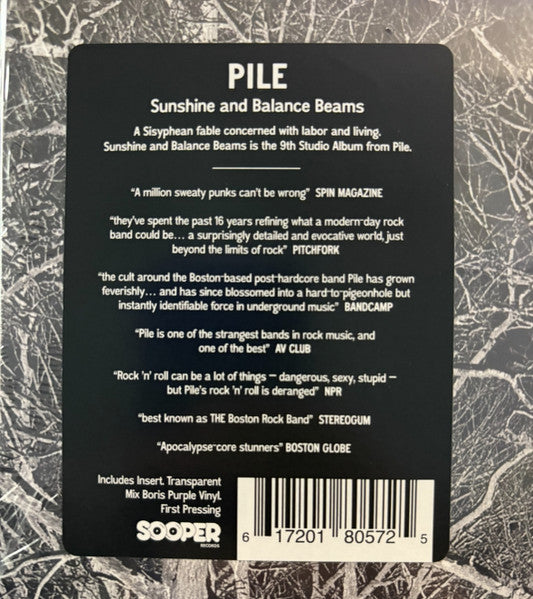 PILE
Sunshine and Balance Beams
A Sisyphean fable concerned with labor and living.
Sunshine and Balance Beams is the 9th Studio Album from Pile.
“A million sweaty punks can’t be wrong” SPIN MAGAZINE
“they’ve spent the past 16 years refining what a modern-day rock
band could be... a surprisingly detailed and evocative world, just
beyond the limits of rock” PITCHFORK
“the cult around the Boston-based post-hardcore band Pile has grown
feverishly... and has since blossomed into a hard-to-pigeonhole but
instantly identifiable force in underground music” BANDCAMP
“Pile is one of the strangest bands in rock music, and
one of the best” AV CLUB
“Rock ’n’ roll can be a lot of things — dangerous, sexy, stupid —
but Pile’s rock ’n’ roll is deranged” NPR
“best known as THE Boston Rock Band” STEREOGUM
“Apocalypse-core stunners” BOSTON GLOBE
Includes Insert. Transparent
Mix Boris Purple Vinyl.
First Pressing
SOOPER
RECORDS
6 17201 80572 5